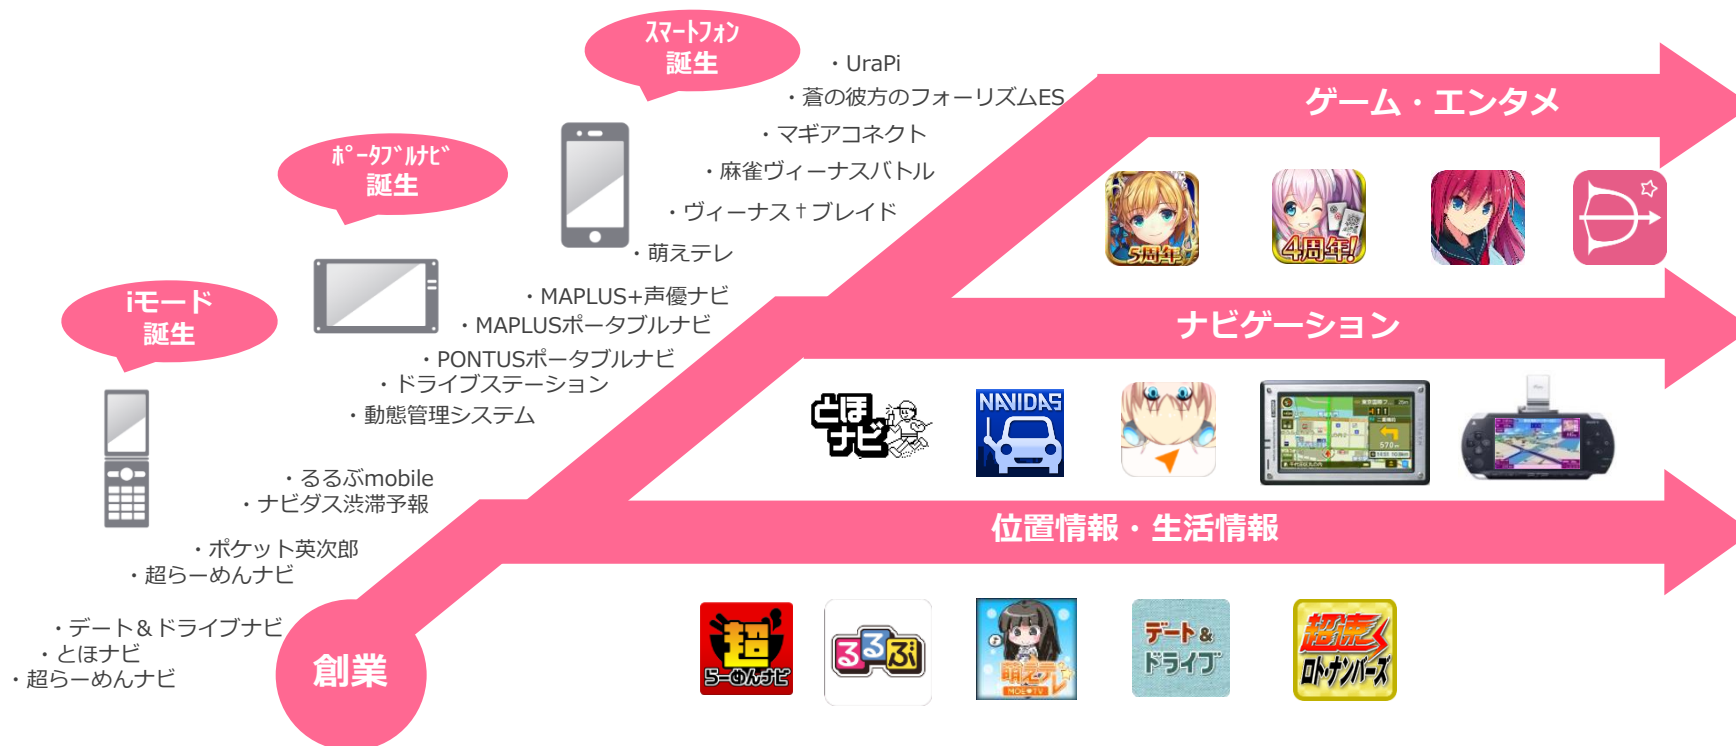 ｽﾏｰﾄﾌｫﾝ
誕生
・UraPi
・蒼の彼方のフォーリズムES
・マギアコネクト
・麻雀ヴィーナスバトル
・ヴィーナス†ブレイド
・萌えテレ
ゲーム・エンタメ
5周年
4周年!
ﾎﾟｰﾀﾌﾞﾙﾅﾋﾞ
誕生
・MAPLUS+声優ナビ
・MAPLUSポータブルナビ
・PONTUSポータブルナビ
・ドライブステーション
・動態管理システム
ナビゲーション
とほ
ナビ
NAVIDAS
iモード
誕生
・るるぶmobile
・ナビダス渋滞予報
・ポケット英次郎
・超らーめんナビ
・デート＆ドライブナビ
・とほナビ
・超らーめんナビ
創業
位置情報・生活情報
超
らーめんナビ
るるぶ
萌えテレ
MOE TV
デート &
ドライブ
超速
ロト・ナンバーズ